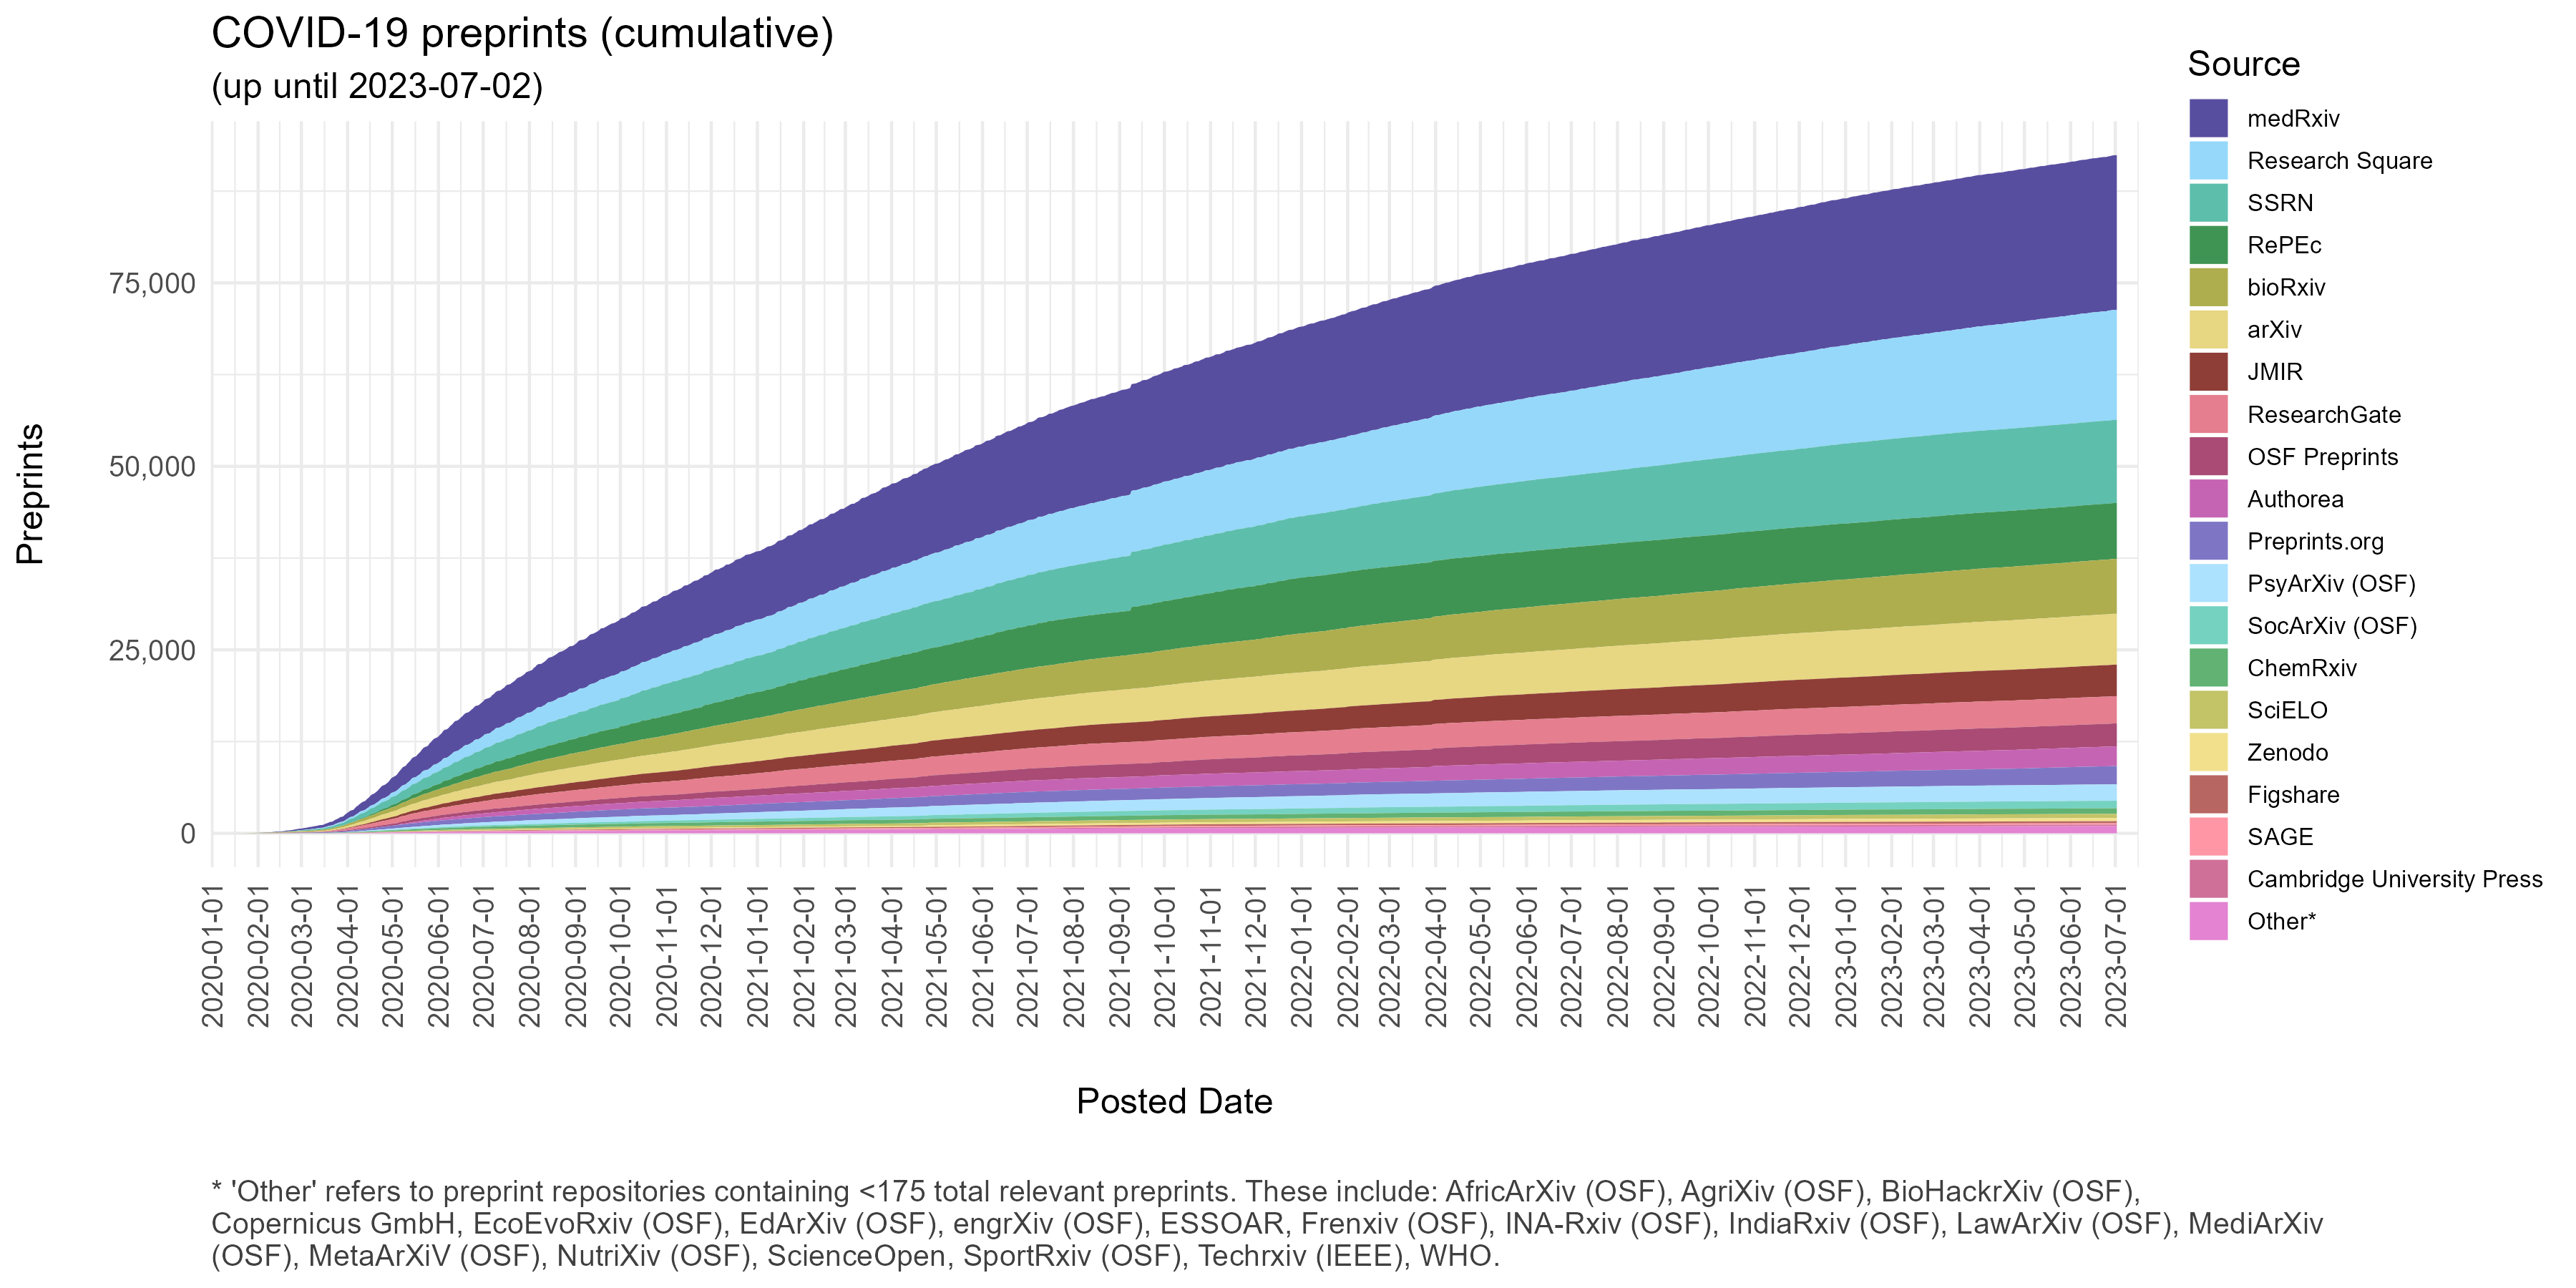 COVID-19 preprints (cumulative)
(up until 2023-07-02)
Preprints
75,000
50,000
25,000
0
2020-01-01
2020-02-01
2020-03-01
2020-04-01
2020-05-01
2020-06-01
2020-07-01
2020-08-01
2020-09-01
2020-10-01
2020-11-01
2020-12-01
2021-01-01
2021-02-01
2021-03-01
2021-04-01
2021-05-01
2021-06-01
2021-07-01
2021-08-01
2021-09-01
2021-10-01
2021-11-01
2021-12-01
2022-01-01
2022-02-01
2022-03-01
2022-04-01
2022-05-01
2022-06-01
2022-07-01
2022-08-01
2022-09-01
2022-10-01
2022-11-01
2022-12-01
2023-01-01
2023-02-01
2023-03-01
2023-04-01
2023-05-01
2023-06-01
2023-07-01
Posted Date
Source
medRxiv
Research Square
SSRN
RePEc
bioRxiv
arXiv
JMIR
ResearchGate
OSF Preprints
Authorea
Preprints.org
PsyArXiv (OSF)
SocArXiv (OSF)
ChemRxiv
SciELO
Zenodo
Figshare
SAGE
Cambridge University Press
Other*
* 'Other' refers to preprint repositories containing <175 total relevant preprints. These include: AfricArXiv (OSF), AgriXiv (OSF), BioHackrXiv (OSF),
Copernicus GmbH, EcoEvoRxiv (OSF), EdArXiv (OSF), engrXiv (OSF), ESSOAR, Frenxiv (OSF), INA-Rxiv (OSF), IndiaRxiv (OSF), LawArXiv (OSF), MediArXiv
(OSF), MetaArXiV (OSF), NutriXiv (OSF), ScienceOpen, SportRxiv (OSF), Techrxiv (IEEE), WHO.